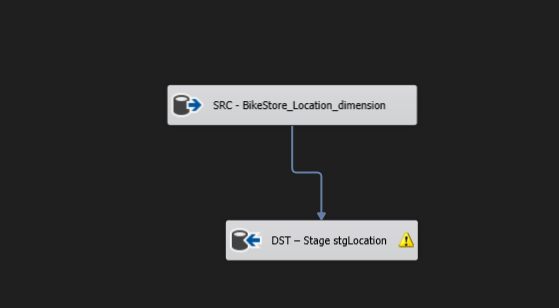 SRC - BikeStore_Location_dimension
DST – Stage stgLocation